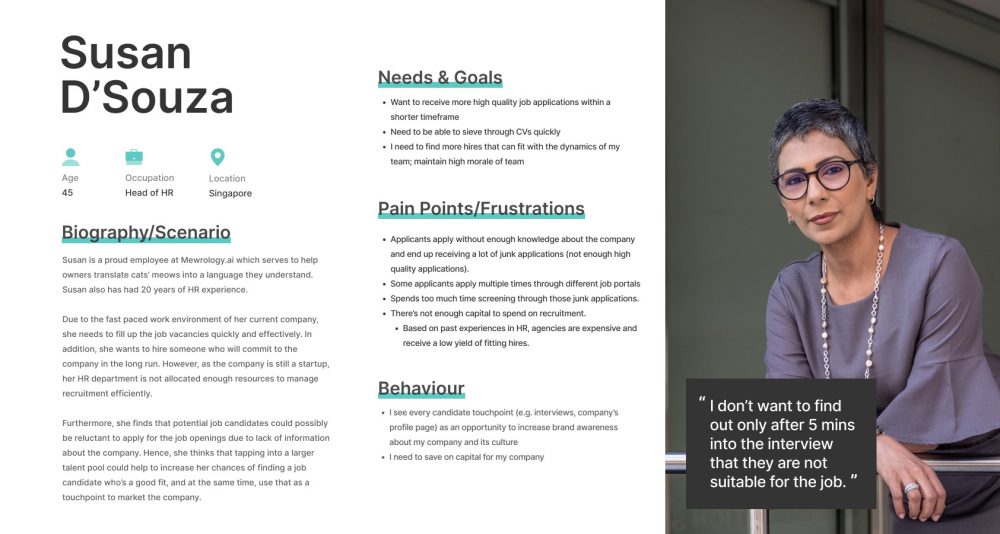 Susan
D’Souza
Age
45
Occupation
Head of HR
Location
Singapore
Biography/Scenario
Susan is a proud employee at Mewrology.ai which serves to help
owners translate cats’ meows into a language they understand.
Susan also has had 20 years of HR experience.
Due to the fast paced work environment of her current company,
she needs to fill up the job vacancies quickly and effectively. In
addition, she wants to hire someone who will commit to the
company in the long run. However, as the company is still a startup,
her HR department is not allocated enough resources to manage
recruitment efficiently.
Furthermore, she finds that potential job candidates could possibly
be reluctant to apply for the job openings due to lack of information
about the company. Hence, she thinks that tapping into a larger
talent pool could help to increase her chances of finding a job
candidate who’s a good fit, and at the same time, use that as a
touchpoint to market the company.
Needs & Goals
• Want to receive more high quality job applications within a
shorter timeframe
• Need to be able to sieve through CVs quickly
• I need to find more hires that can fit with the dynamics of my
team; maintain high morale of team
Pain Points/Frustrations
• Applicants apply without enough knowledge about the company
and end up receiving a lot of junk applications (not enough high
quality applications).
• Some applicants apply multiple times through different job portals
• Spends too much time screening through those junk applications.
• There’s not enough capital to spend on recruitment.
• Based on past experiences in HR, agencies are expensive and
receive a low yield of fitting hires.
Behaviour
• I see every candidate touchpoint (e.g. interviews, company’s
profile page) as an opportunity to increase brand awareness
about my company and its culture
• I need to save on capital for my company
“ I don’t want to find
out only after 5 mins
into the interview
that they are not
suitable for the job. ”